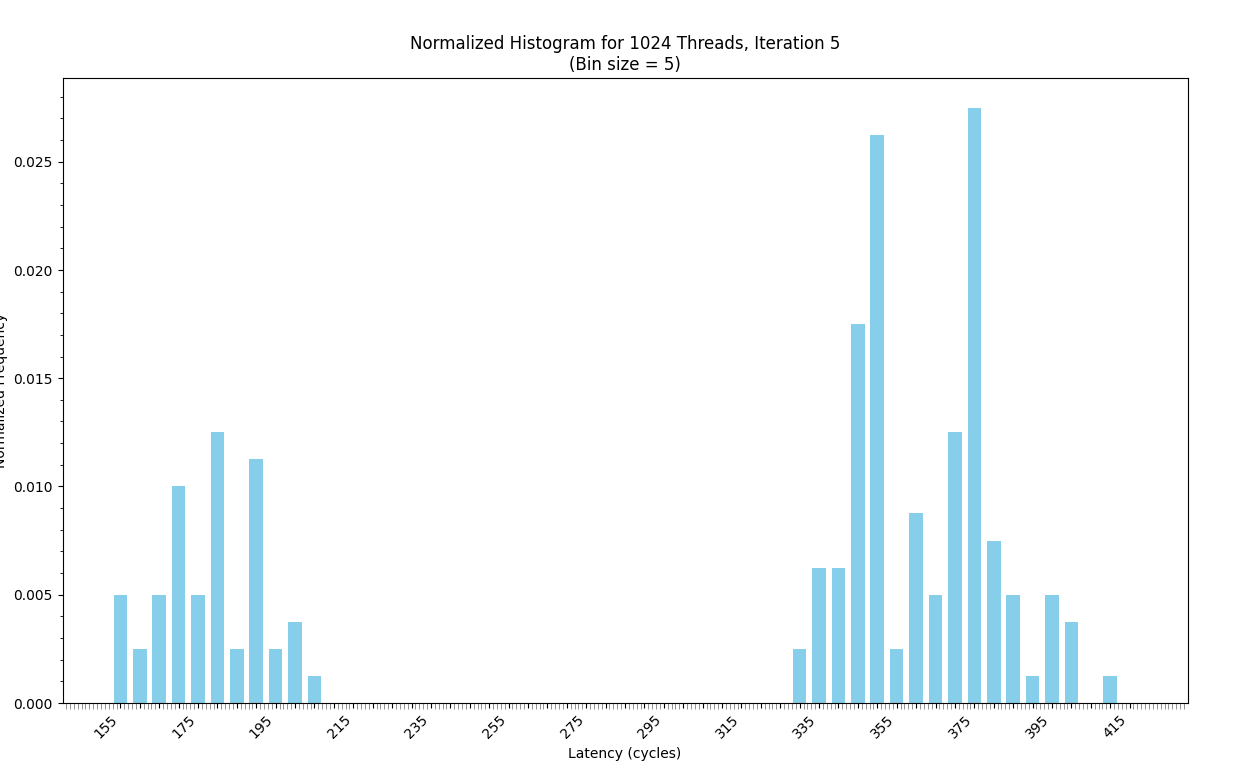 Normalized Histogram for 1024 Threads, Iteration 5
(Bin size = 5)
Normalized Frequency
0.025
0.020
0.015
0.010
0.005
0.000
155 175 195 215 235 255 275 295 315 335 355 375 395 415
Latency (cycles)